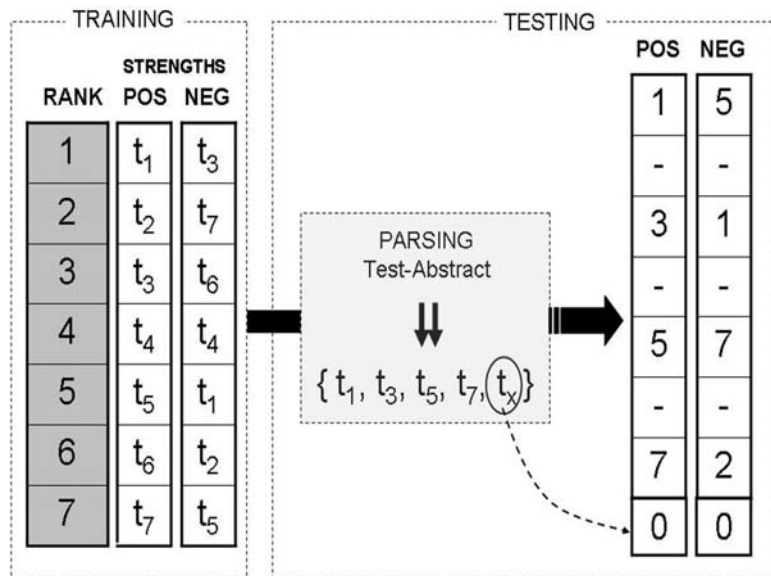 TRAINING
TESTING
STRENGTHS
RANK POS NEG
1 t₁ t₃
2 t₂ t₇
3 t₃ t₆
4 t₄ t₄
5 t₅ t₁
6 t₆ t₂
7 t₇ t₅
PARSING
Test-Abstract
{ t₁, t₃, t₅, t₇, tₓ}
POS NEG
1 5
- -
3 1
- -
5 7
- -
7 2
0 0